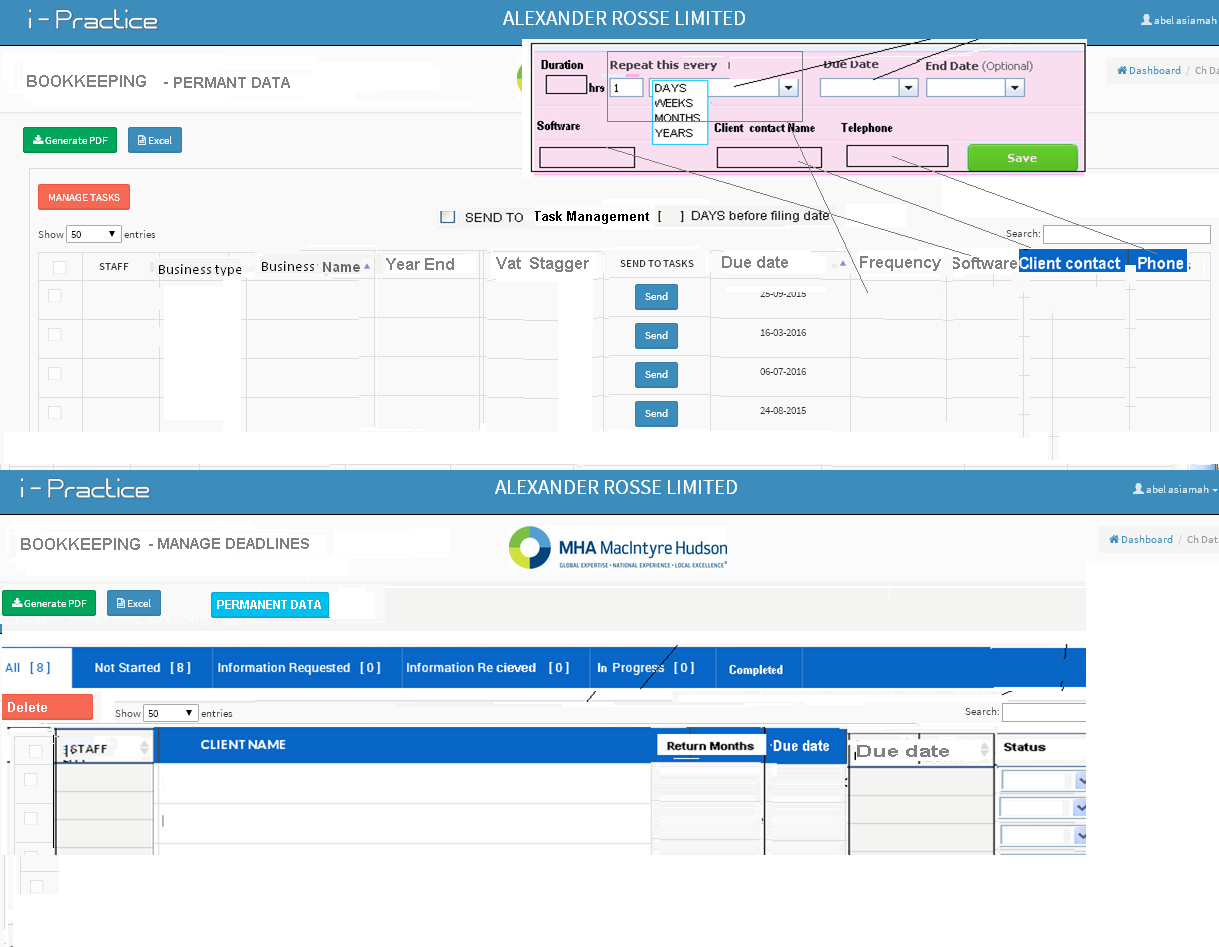 i-Practice
ALEXANDER ROSSE LIMITED
abel asiamah
BOOKKEEPING - PERMANT DATA
Dashboard / Ch Da
Duration
Repeat this every
Due Date
End Date (Optional)
hrs
1
DAYS
WEEKS
MONTHS
YEARS
Software
Client contact Name
Telephone
Save
Generate PDF
Excel
MANAGE TASKS
SEND TO Task Management [ ] DAYS before filing date
Show 50 entries
Search:
STAFF
Business type
Business Name
Year End
Vat Stagger
SEND TO TASKS
Due date
Frequency
Software
Client contact
Phone
Send
25-09-2015
Send
16-03-2016
Send
06-07-2016
Send
24-08-2015
i-Practice
ALEXANDER ROSSE LIMITED
abel asiamah
BOOKKEEPING - MANAGE DEADLINES
MHA MacIntyre Hudson
GLOBAL EXPERTISE • NATIONAL EXPERIENCE • LOCAL EXCELLENCE
Dashboard / Ch Dat
Generate PDF
Excel
PERMANENT DATA
All [ 8 ]
Not Started [ 8 ]
Information Requested [ 0 ]
Information Re cieved [ 0 ]
In Progress [ 0 ]
Completed
Delete
Show 50 entries
Search:
STAFF
CLIENT NAME
Return Months
Due date
Due date
Status